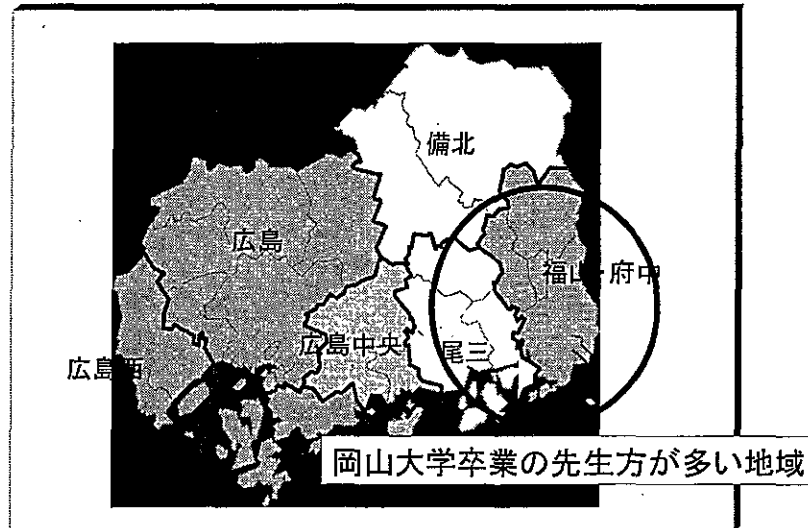 備北
広島
福山・府中
広島中央
尾三
広島西
岡山大学卒業の先生方が多い地域